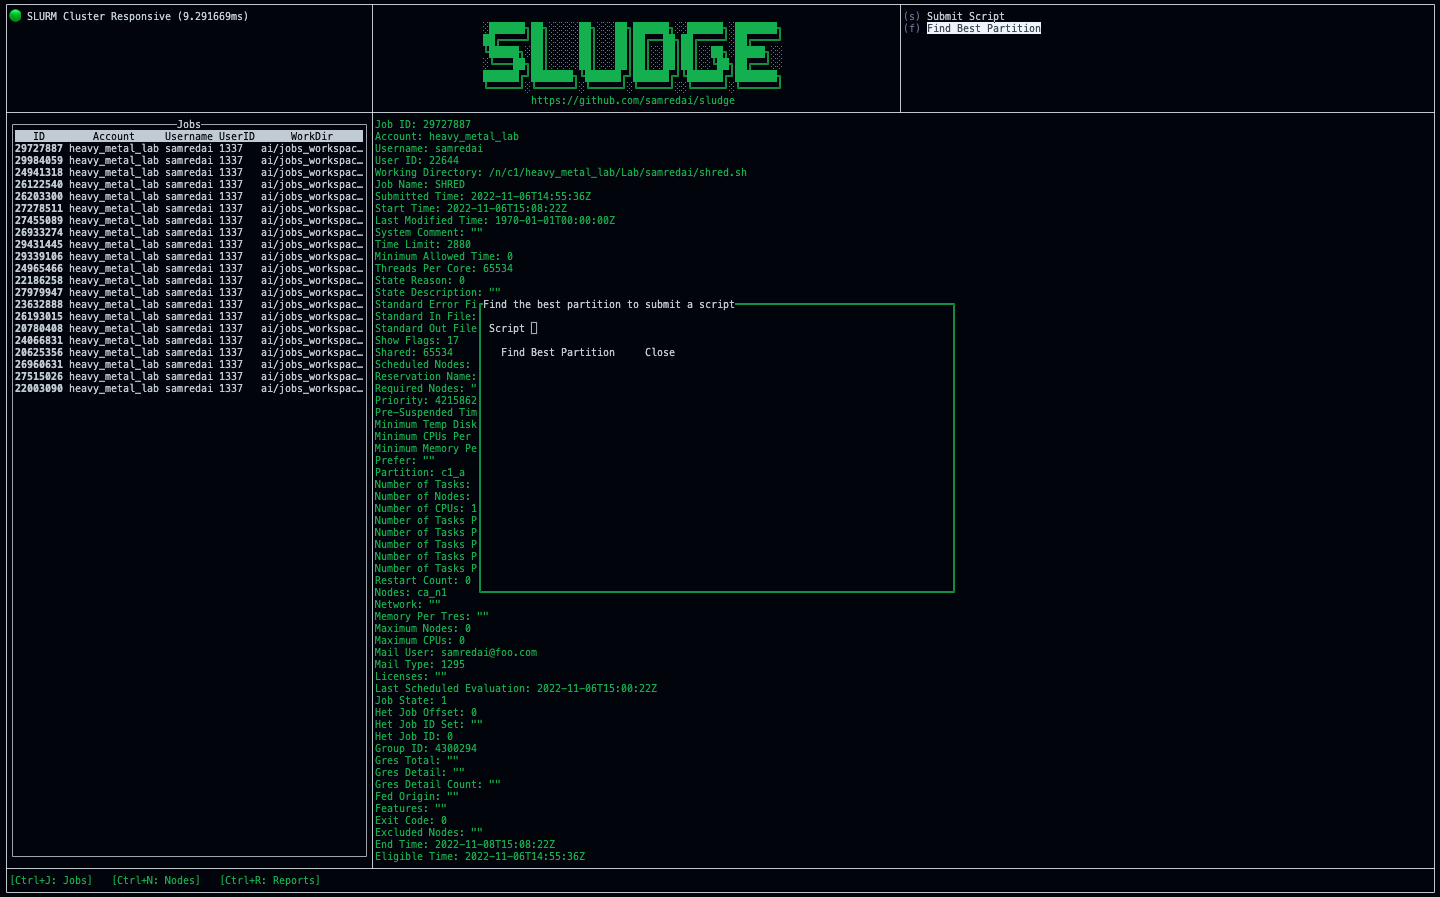 SLURM Cluster Responsive (9.291669ms)
SLUDGE
https://github.com/samredai/sludge
(s) Submit Script
(f) Find Best Partition
Jobs
ID Account Username UserID WorkDir
29727887 heavy_metal_lab samredai 1337 ai/jobs_workspac…
29984059 heavy_metal_lab samredai 1337 ai/jobs_workspac…
24941318 heavy_metal_lab samredai 1337 ai/jobs_workspac…
26122540 heavy_metal_lab samredai 1337 ai/jobs_workspac…
26203300 heavy_metal_lab samredai 1337 ai/jobs_workspac…
27278511 heavy_metal_lab samredai 1337 ai/jobs_workspac…
27455089 heavy_metal_lab samredai 1337 ai/jobs_workspac…
26933274 heavy_metal_lab samredai 1337 ai/jobs_workspac…
29431445 heavy_metal_lab samredai 1337 ai/jobs_workspac…
29339106 heavy_metal_lab samredai 1337 ai/jobs_workspac…
24965466 heavy_metal_lab samredai 1337 ai/jobs_workspac…
22186258 heavy_metal_lab samredai 1337 ai/jobs_workspac…
27979947 heavy_metal_lab samredai 1337 ai/jobs_workspac…
23632888 heavy_metal_lab samredai 1337 ai/jobs_workspac…
26193015 heavy_metal_lab samredai 1337 ai/jobs_workspac…
20780408 heavy_metal_lab samredai 1337 ai/jobs_workspac…
24066831 heavy_metal_lab samredai 1337 ai/jobs_workspac…
20625356 heavy_metal_lab samredai 1337 ai/jobs_workspac…
26960631 heavy_metal_lab samredai 1337 ai/jobs_workspac…
27515026 heavy_metal_lab samredai 1337 ai/jobs_workspac…
22003090 heavy_metal_lab samredai 1337 ai/jobs_workspac…
Job ID: 29727887
Account: heavy_metal_lab
Username: samredai
User ID: 22644
Working Directory: /n/c1/heavy_metal_lab/Lab/samredai/shred.sh
Job Name: SHRED
Submitted Time: 2022-11-06T14:55:36Z
Start Time: 2022-11-06T15:08:22Z
Last Modified Time: 1970-01-01T00:00:00Z
System Comment: ""
Time Limit: 2880
Minimum Allowed Time: 0
Threads Per Core: 65534
State Reason: 0
State Description: ""
Standard Error Fi
Standard In File:
Standard Out File
Show Flags: 17
Shared: 65534
Scheduled Nodes:
Reservation Name:
Required Nodes: "
Priority: 4215862
Pre-Suspended Tim
Minimum Temp Disk
Minimum CPUs Per
Minimum Memory Pe
Prefer: ""
Partition: c1_a
Number of Tasks:
Number of Nodes:
Number of CPUs: 1
Number of Tasks P
Number of Tasks P
Number of Tasks P
Number of Tasks P
Number of Tasks P
Restart Count: 0
Nodes: ca_n1
Network: ""
Memory Per Tres: ""
Maximum Nodes: 0
Maximum CPUs: 0
Mail User: samredai@foo.com
Mail Type: 1295
Licenses: ""
Last Scheduled Evaluation: 2022-11-06T15:00:22Z
Job State: 1
Het Job Offset: 0
Het Job ID Set: ""
Het Job ID: 0
Group ID: 4300294
Gres Total: ""
Gres Detail: ""
Gres Detail Count: ""
Fed Origin: ""
Features: ""
Exit Code: 0
Excluded Nodes: ""
End Time: 2022-11-08T15:08:22Z
Eligible Time: 2022-11-06T14:55:36Z
Find the best partition to submit a script
Script
Find Best Partition Close
[Ctrl+J: Jobs] [Ctrl+N: Nodes] [Ctrl+R: Reports]